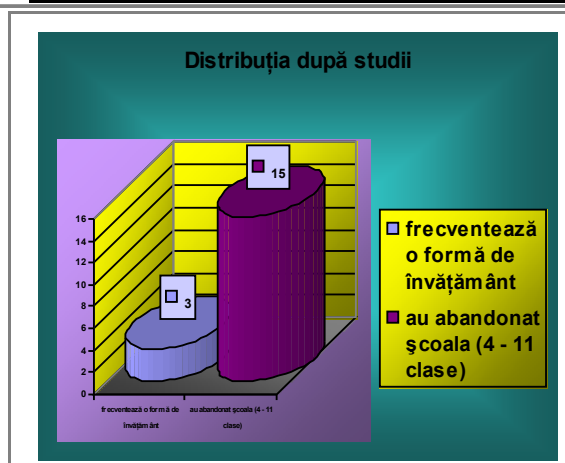 Distribuția după studii
15
3
16
14
12
10
8
6
4
2
0
frecventează o formă de
învățământ
au abandonat școala (4 - 11
clase)
frecventează
o formă de
învățământ
au abandonat
școala (4 - 11
clase)